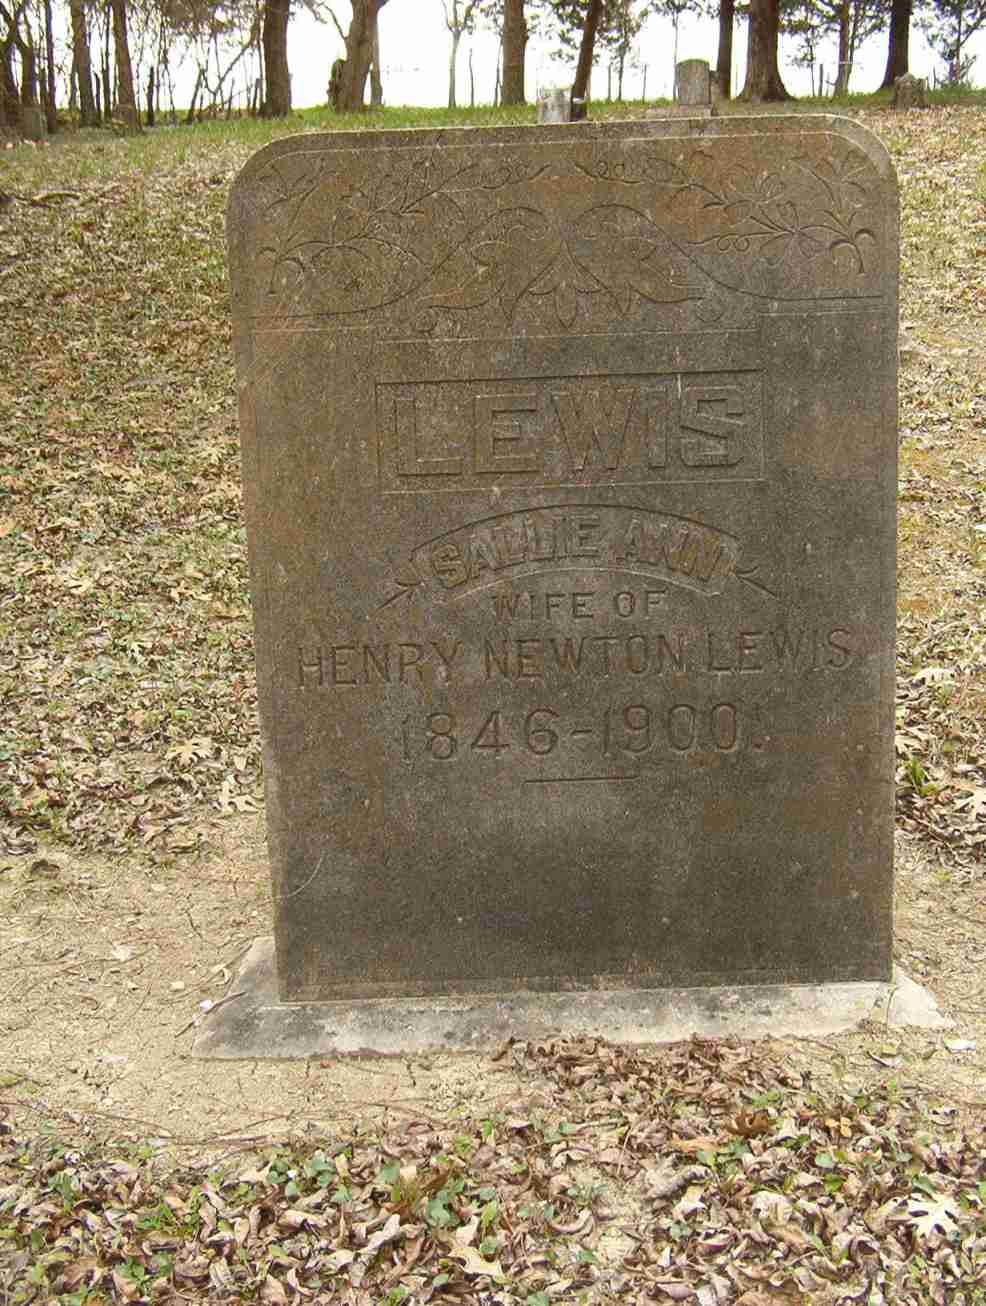 LEWIS
SALLIE ANN
WIFE OF
HENRY NEWTON LEWIS
1846-1900.